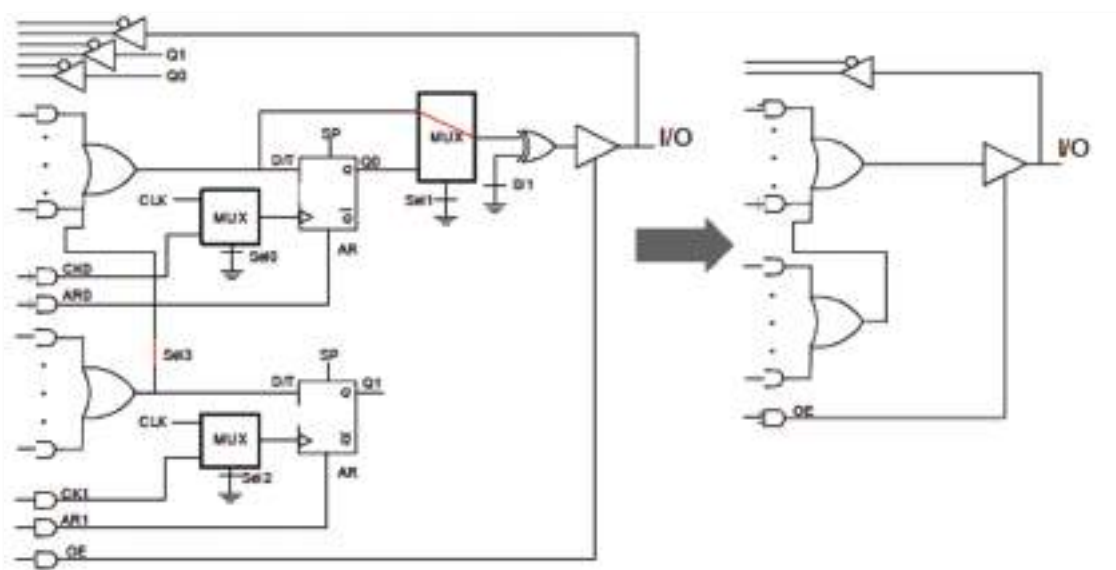 Q1
Q0
SP
D/T
Q
Q0
MUX
I/O
I/O
CLK
MUX
Q
Sel1
S/1
AR
Sel0
CK0
AR0
Sel3
SP
D/T
Q
Q1
CLK
MUX
Q
OE
AR
Sel2
CK1
AR1
OE